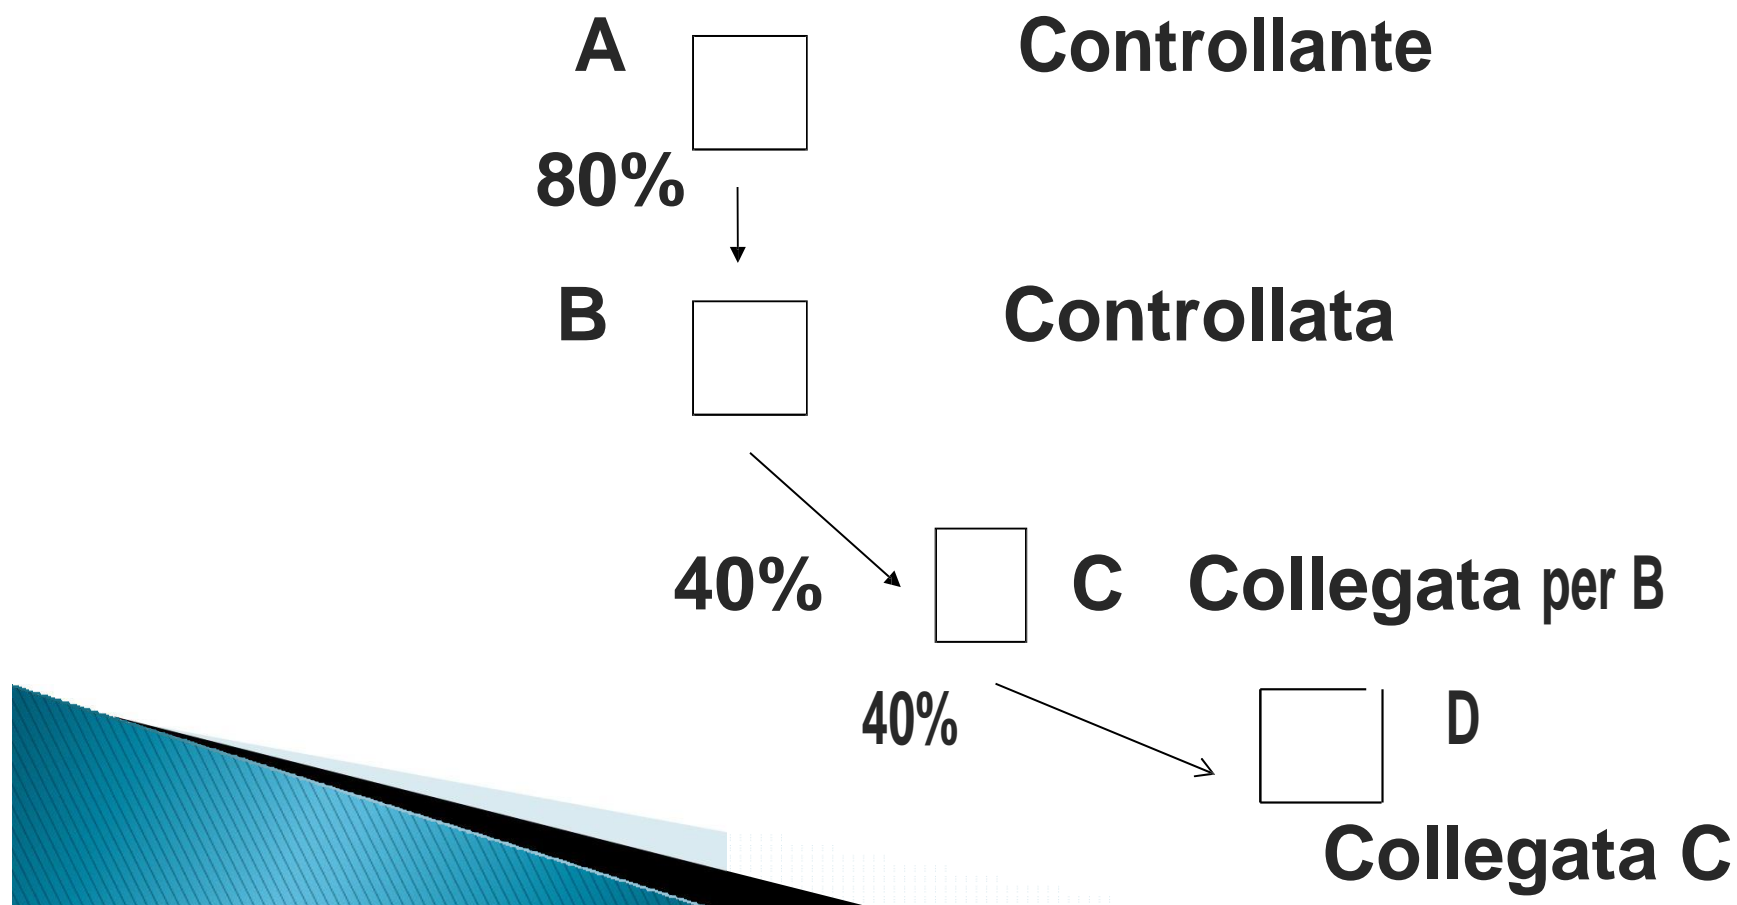 A Controllante
80%
B Controllata
40% C Collegata per B
40% D
Collegata C